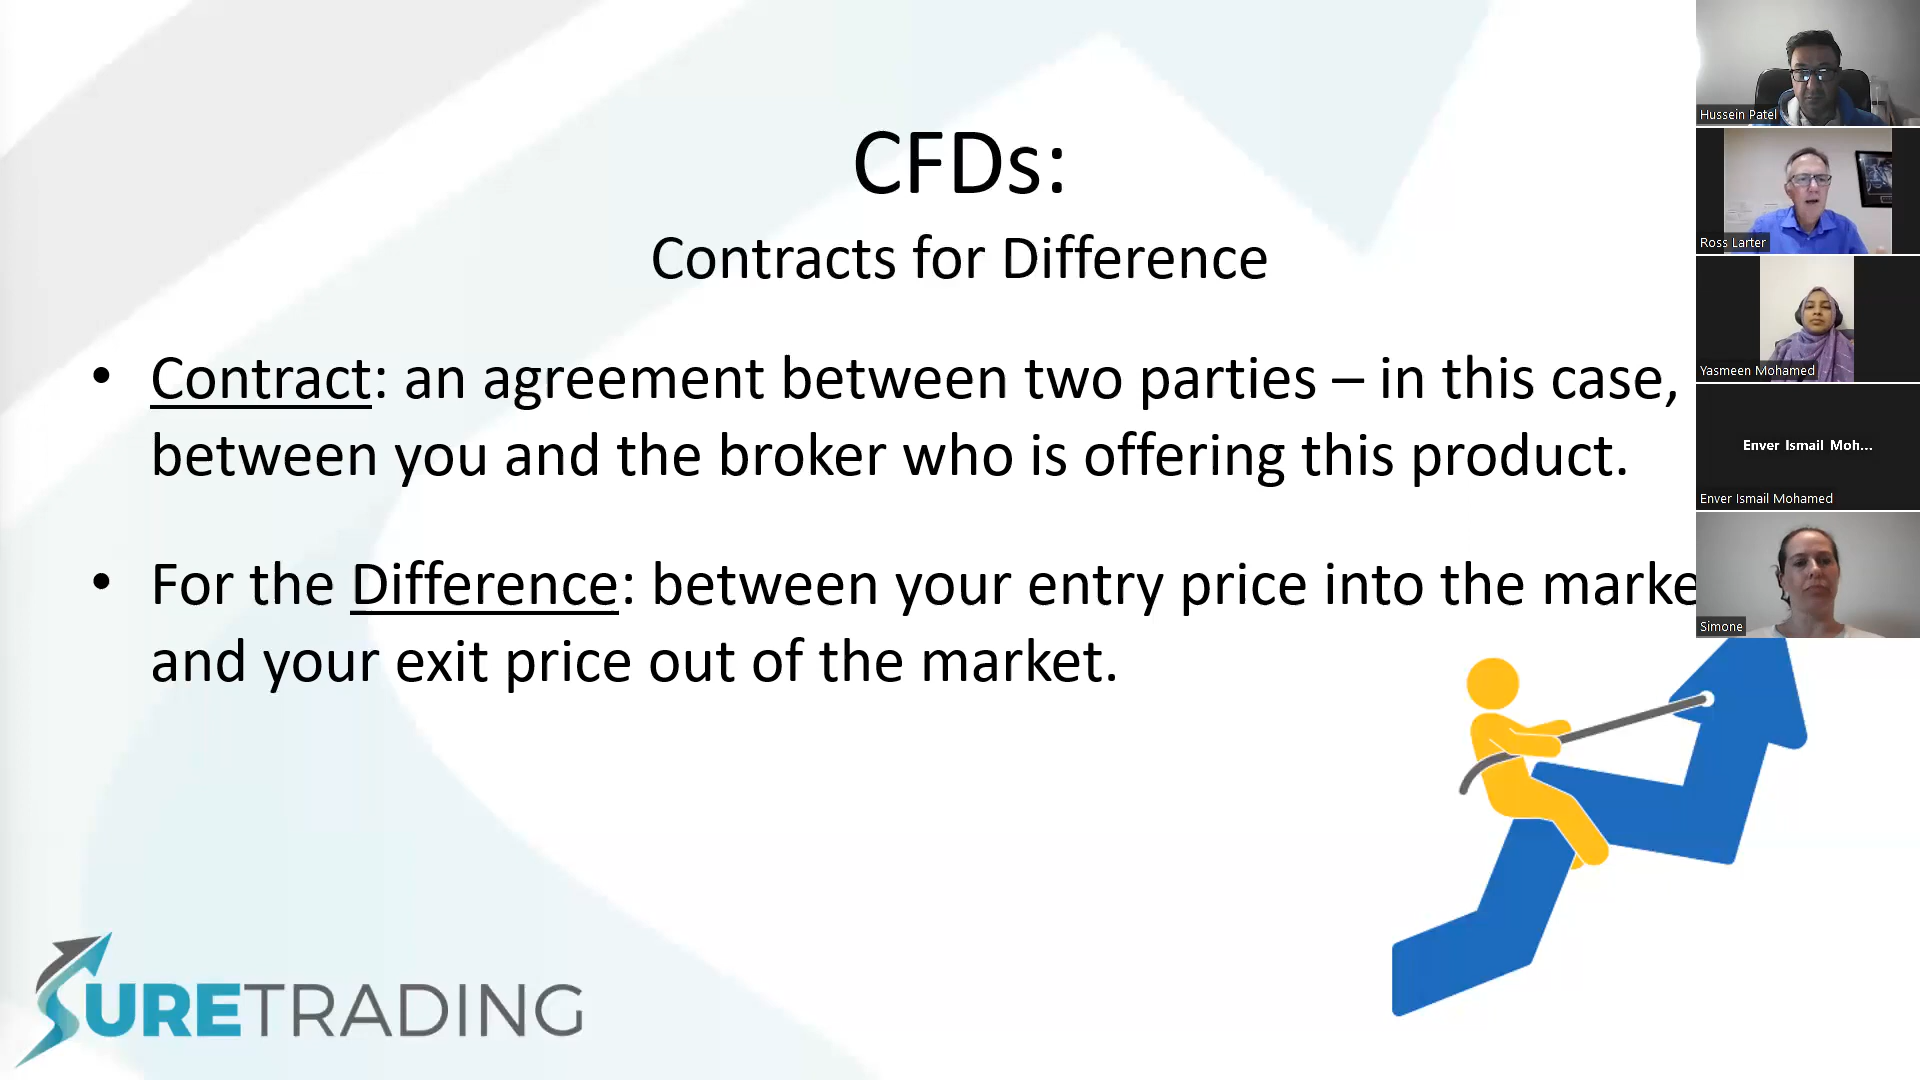 CFDs:
Contracts for Difference
• Contract: an agreement between two parties – in this case,
between you and the broker who is offering this product.
• For the Difference: between your entry price into the marke
and your exit price out of the market.
SURETRADING
Hussein Patel
Ross Larter
Yasmeen Mohamed
Enver Ismail Moh...
Enver Ismail Mohamed
Simone